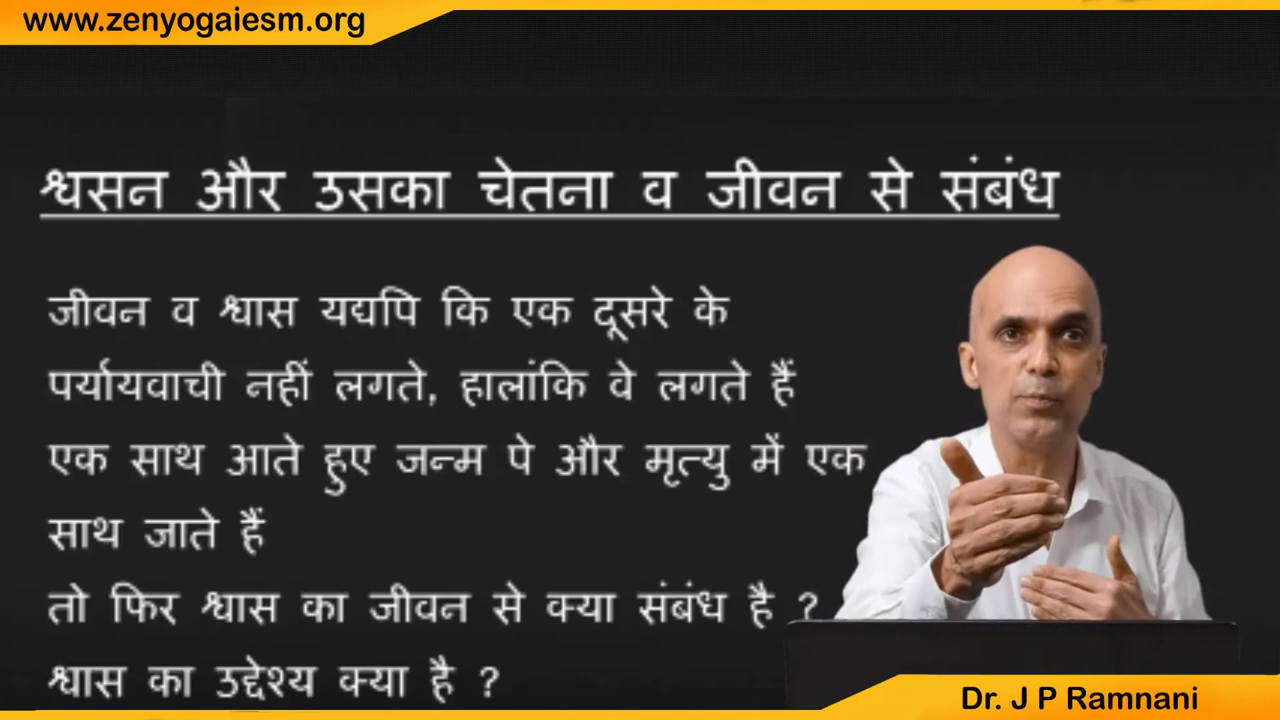 www.zenyogaiesm.org
श्वसन और उसका चेतना व जीवन से संबंध
जीवन व श्वास यद्यपि कि एक दूसरे के
पर्यायवाची नहीं लगते, हालांकि वे लगते हैं
एक साथ आते हुए जन्म पे और मृत्यु में एक
साथ जाते हैं
तो फिर श्वास का जीवन से क्या संबंध है ?
श्वास का उद्देश्य क्या है ?
Dr. J P Ramnani